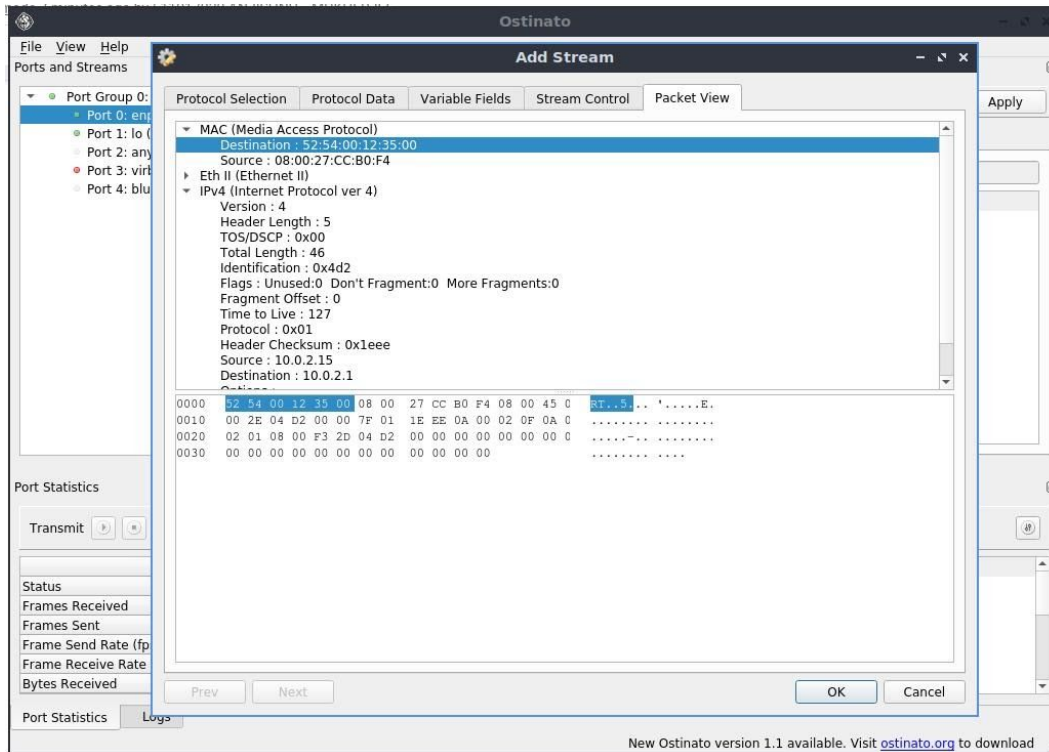 Ostinato
File View Help
Ports and Streams
Port Group 0:
Port 0: enp
Port 1: lo (
Port 2: any
Port 3: virb
Port 4: blu
Apply
Add Stream
Protocol Selection Protocol Data Variable Fields Stream Control Packet View
MAC (Media Access Protocol)
Destination : 52:54:00:12:35:00
Source : 08:00:27:CC:B0:F4
Eth II (Ethernet II)
IPv4 (Internet Protocol ver 4)
Version : 4
Header Length : 5
TOS/DSCP : 0x00
Total Length : 46
Identification : 0x4d2
Flags : Unused:0 Don't Fragment:0 More Fragments:0
Fragment Offset : 0
Time to Live : 127
Protocol : 0x01
Header Checksum : 0x1eee
Source : 10.0.2.15
Destination : 10.0.2.1
0000 52 54 00 12 35 00 08 00 27 CC B0 F4 08 00 45 0 RT..5... '.....E.
0010 00 2E 04 D2 00 00 7F 01 1E EE 0A 00 02 0F 0A 0 ........ ........
0020 02 01 08 00 F3 2D 04 D2 00 00 00 00 00 00 00 0 .....-.. ........
0030 00 00 00 00 00 00 00 00 00 00 00 00 ........ ....
Prev Next OK Cancel
Port Statistics
Transmit
Status
Frames Received
Frames Sent
Frame Send Rate (fp
Frame Receive Rate
Bytes Received
Port Statistics Logs
New Ostinato version 1.1 available. Visit ostinato.org to download